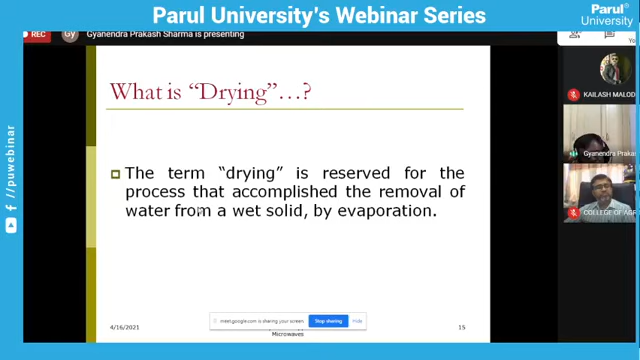 Parul University's Webinar Series
Parul®
University
REC
Gy
Gyanendra Prakash Sharma is presenting
Yo
What is “Drying”…?
The term “drying” is reserved for the
process that accomplished the removal of
water from a wet solid, by evaporation.
KAILASH MALOD
Gyanendra Prakas
COLLEGE OF AGR
/puwebinar
meet.google.com is sharing your screen.
Stop sharing
Hide
4/16/2021
Microwaves
15